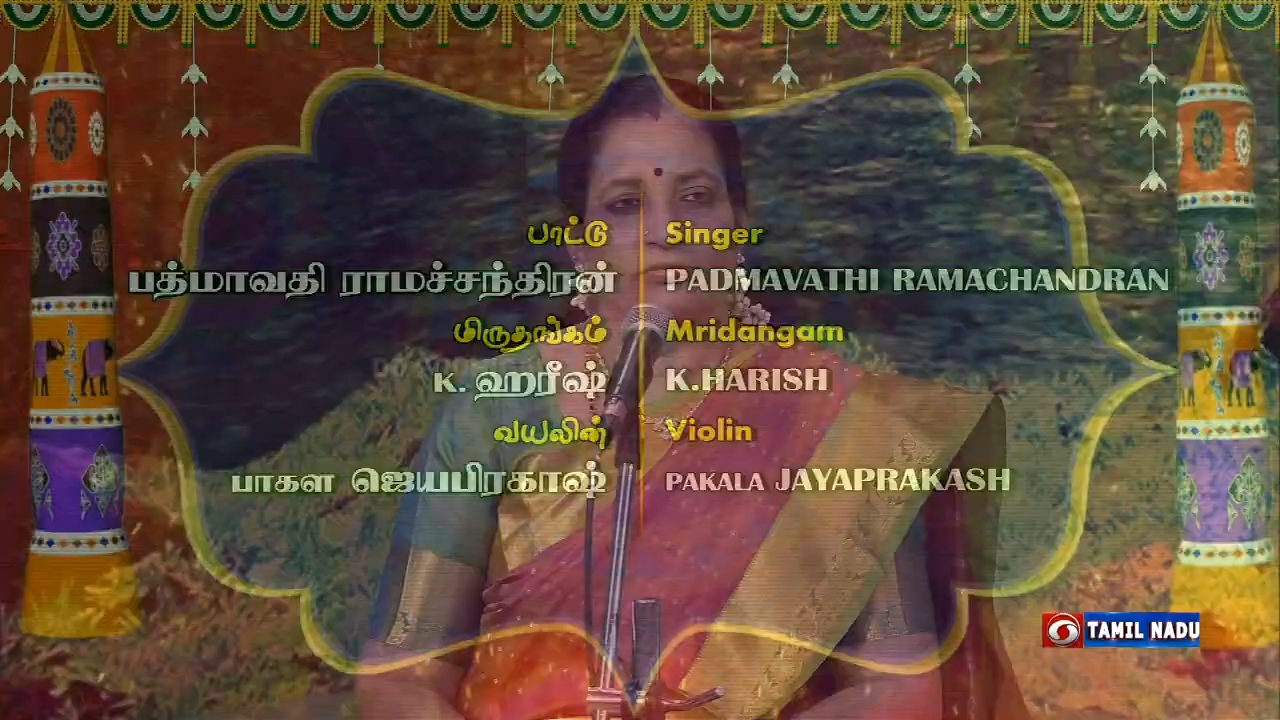 பாட்டு Singer
பத்மாவதி ராமச்சந்திரன் PADMAVATHI RAMACHANDRAN
மிருதங்கம் Mridangam
K. ஹரீஷ் K.HARISH
வயலின் Violin
பாகள ஜெயபிரகாஷ் PAKALA JAYAPRAKASH
TAMIL NADU